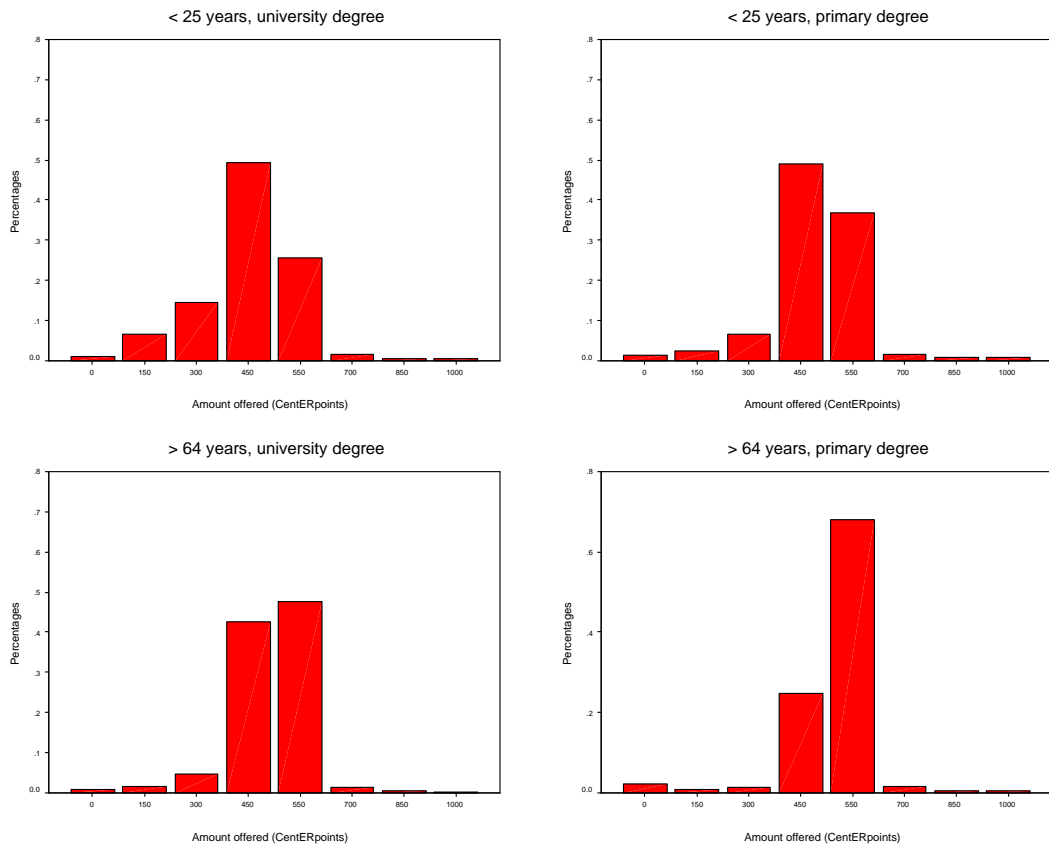 < 25 years, university degree
.8
.7
.6
.5
.4
.3
.2
.1
0.0
Percentages
0 150 300 450 550 700 850 1000
Amount offered (CentERpoints)
< 25 years, primary degree
.8
.7
.6
.5
.4
.3
.2
.1
0.0
Percentages
0 150 300 450 550 700 850 1000
Amount offered (CentERpoints)
> 64 years, university degree
.8
.7
.6
.5
.4
.3
.2
.1
0.0
Percentages
0 150 300 450 550 700 850 1000
Amount offered (CentERpoints)
> 64 years, primary degree
.8
.7
.6
.5
.4
.3
.2
.1
0.0
Percentages
0 150 300 450 550 700 850 1000
Amount offered (CentERpoints)